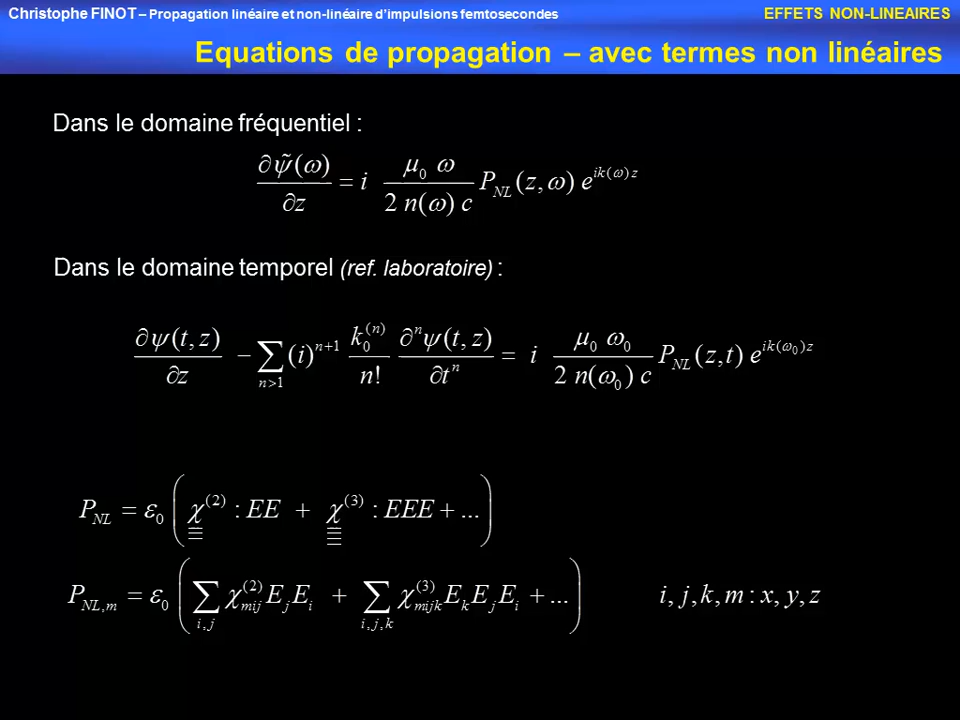 Christophe FINOT – Propagation linéaire et non-linéaire d'impulsions femtosecondes EFFETS NON-LINEAIRES
Equations de propagation – avec termes non linéaires
Dans le domaine fréquentiel :
∂ψ̃(ω)/∂z = i μ₀ ω / (2 n(ω) c) P_NL(z,ω) e^{ik(ω)z}
Dans le domaine temporel (ref. laboratoire) :
∂ψ(t,z)/∂z − ∑_{n>1} (i)^{n+1} k₀^{(n)}/n! ∂ⁿψ(t,z)/∂tⁿ = i μ₀ ω₀ / (2 n(ω₀) c) P_NL(z,t) e^{ik(ω₀)z}
P_NL = ε₀ ( χ^{(2)} : EE + χ^{(3)} : EEE + ... )
P_{NL,m} = ε₀ ( ∑_{i,j} χ_{mij}^{(2)} E_j E_i + ∑_{i,j,k} χ_{mijk}^{(3)} E_k E_j E_i + ... ) i, j, k, m : x, y, z